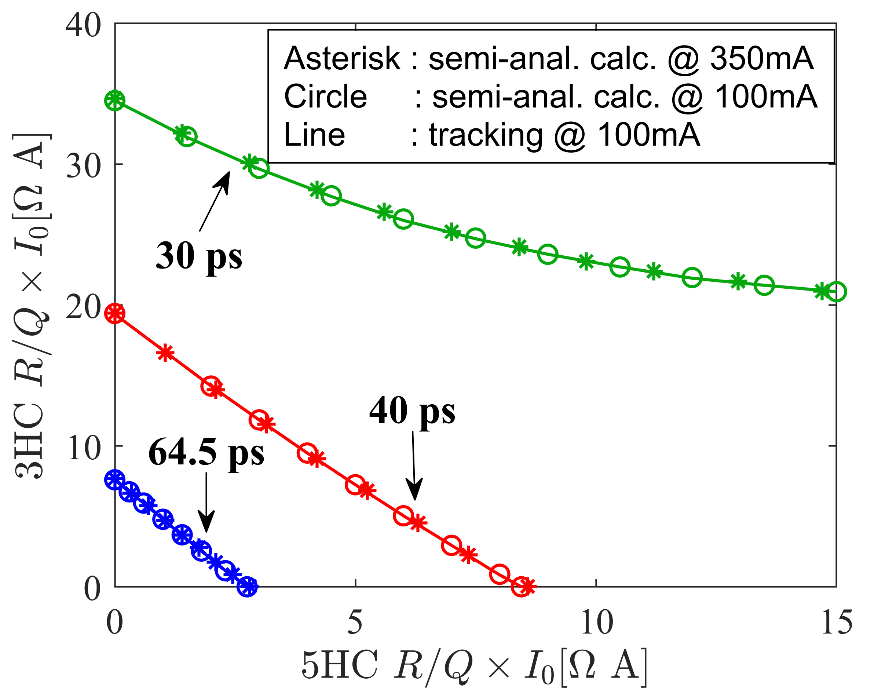 40
30
20
10
0
0
5
10
15
3HC R/Q × I₀[Ω A]
5HC R/Q × I₀[Ω A]
Asterisk : semi-anal. calc. @ 350mA
Circle : semi-anal. calc. @ 100mA
Line : tracking @ 100mA
30 ps
40 ps
64.5 ps